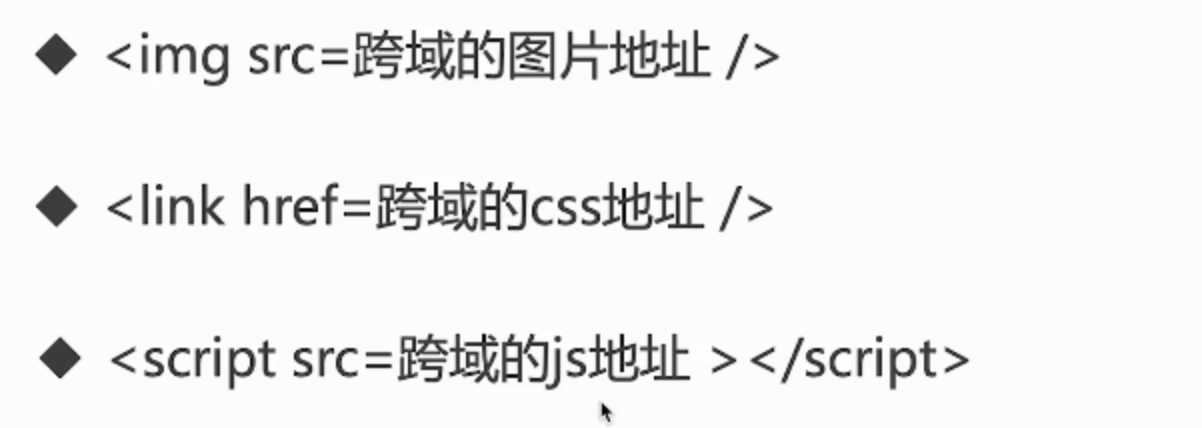 ◆ <img src=跨域的图片地址 />
◆ <link href=跨域的css地址 />
◆ <script src=跨域的js地址 ></script>